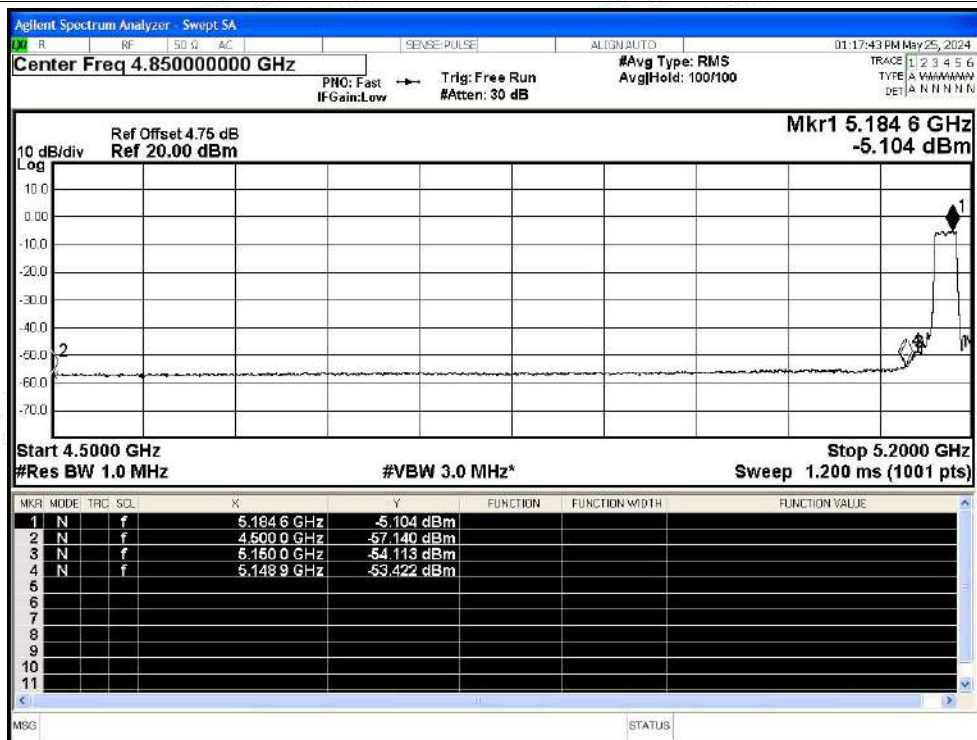 Agilent Spectrum Analyzer - Swept SA
LXI R RF 50 Ω AC SENSE:PULSE ALIGN AUTO 01:17:43 PM May 25, 2024
Center Freq 4.850000000 GHz
PNO: Fast
IFGain:Low
Trig: Free Run
#Atten: 30 dB
#Avg Type: RMS
Avg|Hold: 100/100
TRACE 1 2 3 4 5 6
TYPE A WWWWW
DET A N N N N N
Mkr1 5.184 6 GHz
-5.104 dBm
Ref Offset 4.75 dB
10 dB/div Ref 20.00 dBm
Log
10.0
0.00
-10.0
-20.0
-30.0
-40.0
-50.0
-60.0
-70.0
1
2
Start 4.5000 GHz Stop 5.2000 GHz
#Res BW 1.0 MHz #VBW 3.0 MHz* Sweep 1.200 ms (1001 pts)
MKR MODE TRC SCL X Y FUNCTION FUNCTION WIDTH FUNCTION VALUE
1 N f 5.184 6 GHz -5.104 dBm
2 N f 4.500 0 GHz -57.140 dBm
3 N f 5.150 0 GHz -54.113 dBm
4 N f 5.148 9 GHz -53.422 dBm
5
6
7
8
9
10
11
MSG STATUS